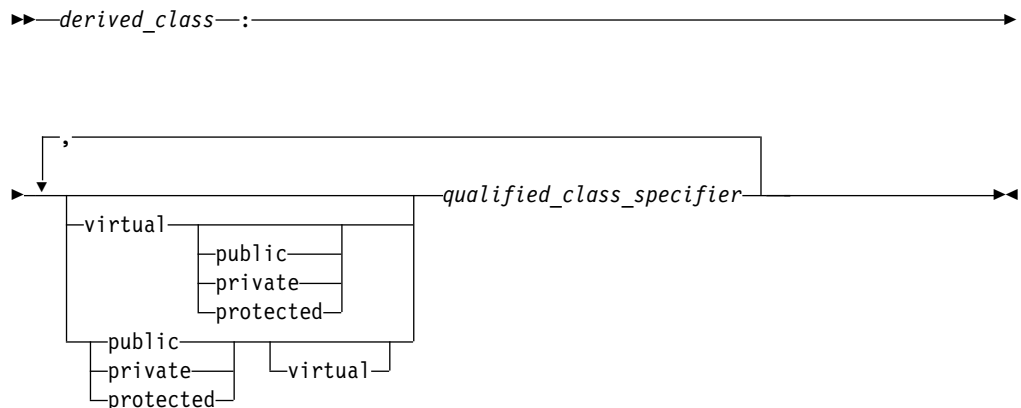 derived_class :
,
qualified_class_specifier
virtual
public
private
protected
public
private virtual
protected